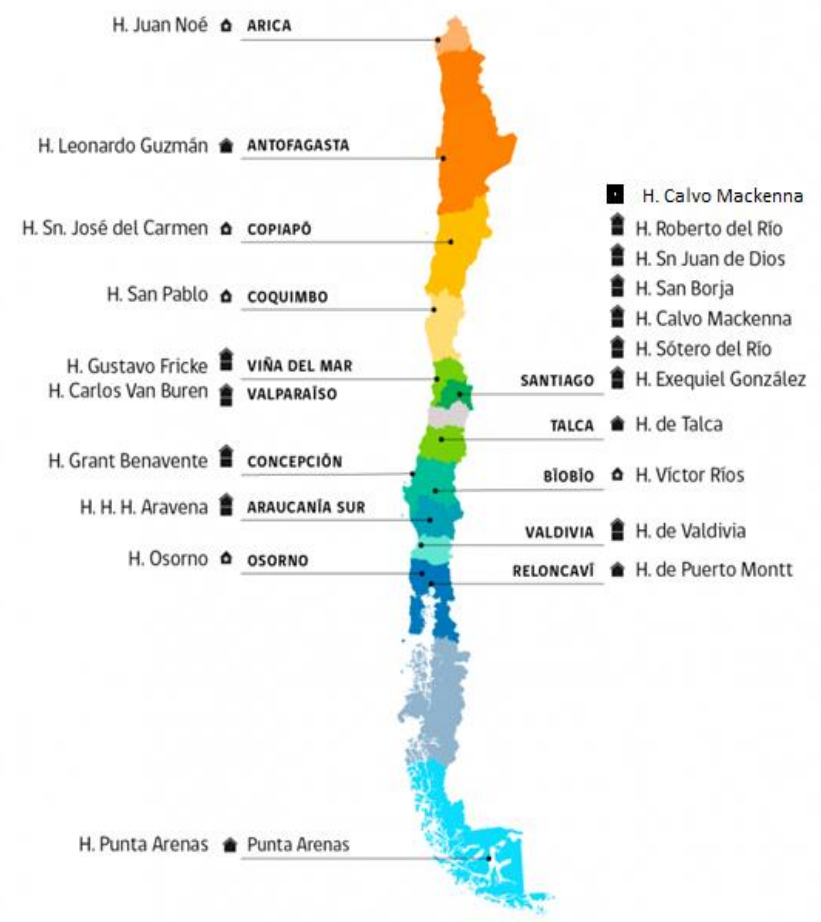 H. Juan Noé ARICA
H. Leonardo Guzmán ANTOFAGASTA
H. Calvo Mackenna
H. Roberto del Río
H. Sn. José del Carmen COPIAPÓ
H. Sn Juan de Dios
H. San Borja
H. San Pablo COQUIMBO
H. Calvo Mackenna
H. Sótero del Río
H. Gustavo Fricke VIÑA DEL MAR
SANTIAGO H. Exequiel González
H. Carlos Van Buren VALPARAÍSO
TALCA H. de Talca
H. Grant Benavente CONCEPCIÓN
BÍOBÍO H. Víctor Ríos
H. H. H. Aravena ARAUCANÍA SUR
VALDIVIA H. de Valdivia
H. Osorno OSORNO
RELONCAVÍ H. de Puerto Montt
H. Punta Arenas Punta Arenas